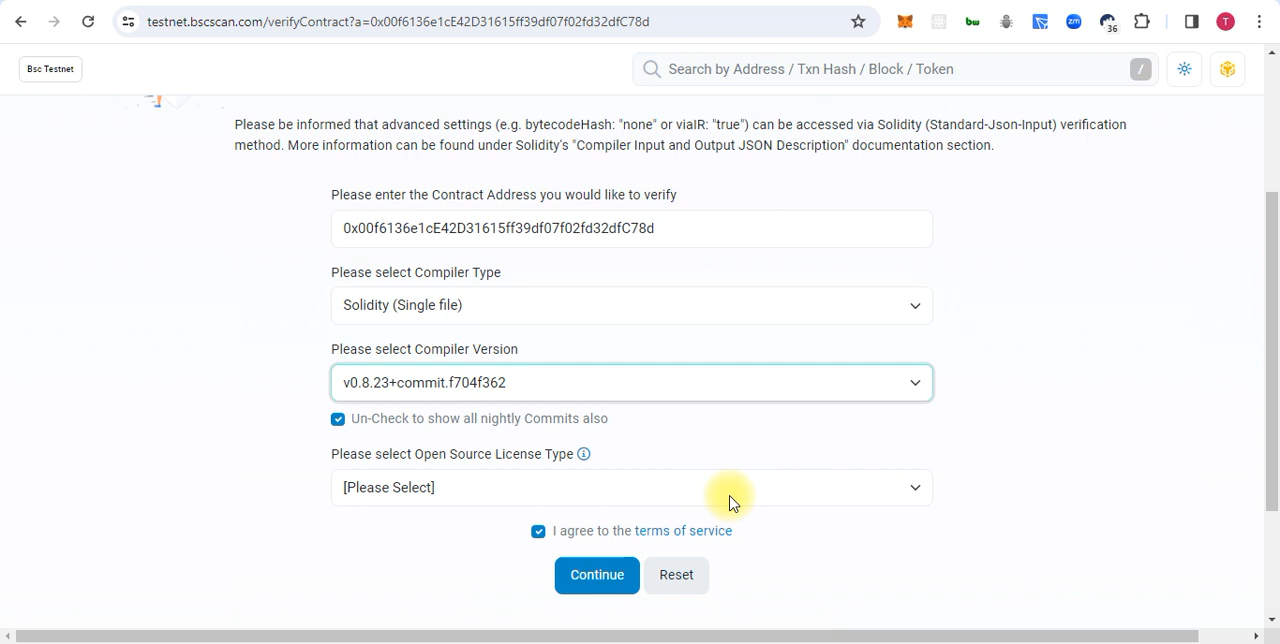 testnet.bscscan.com/verifyContract?a=0x00f6136e1cE42D31615ff39df07f02fd32dfC78d
bw
zm
36
T
Bsc Testnet
Search by Address / Txn Hash / Block / Token
/
Please be informed that advanced settings (e.g. bytecodeHash: "none" or viaIR: "true") can be accessed via Solidity (Standard-Json-Input) verification
method. More information can be found under Solidity's "Compiler Input and Output JSON Description" documentation section.
Please enter the Contract Address you would like to verify
0x00f6136e1cE42D31615ff39df07f02fd32dfC78d
Please select Compiler Type
Solidity (Single file)
Please select Compiler Version
v0.8.23+commit.f704f362
Un-Check to show all nightly Commits also
Please select Open Source License Type
[Please Select]
I agree to the terms of service
Continue
Reset